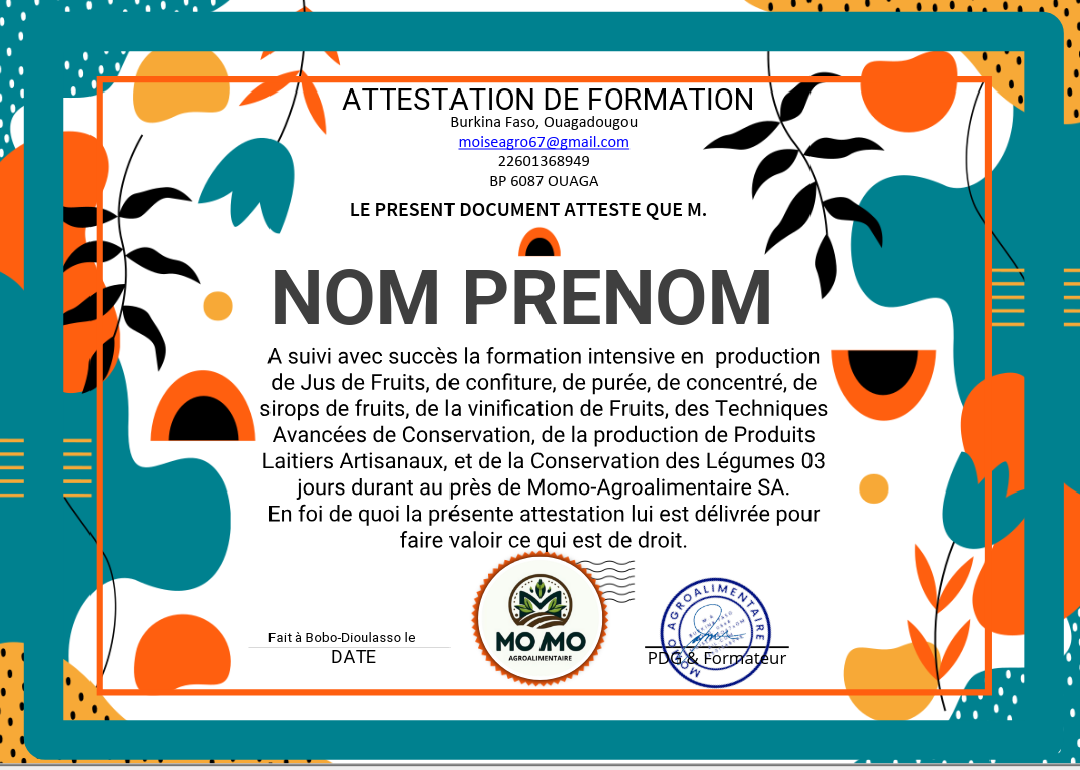 ATTESTATION DE FORMATION
Burkina Faso, Ouagadougou
moiseagro67@gmail.com
22601368949
BP 6087 OUAGA
LE PRESENT DOCUMENT ATTESTE QUE M.
NOM PRENOM
A suivi avec succès la formation intensive en production
de Jus de Fruits, de confiture, de purée, de concentré, de
sirops de fruits, de la vinification de Fruits, des Techniques
Avancées de Conservation, de la production de Produits
Laitiers Artisanaux, et de la Conservation des Légumes 03
jours durant au près de Momo-Agroalimentaire SA.
En foi de quoi la présente attestation lui est délivrée pour
faire valoir ce qui est de droit.
MOMO
AGROALIMENTAIRE
Fait à Bobo-Dioulasso le
DATE
MOMO AGROALIMENTAIRE
PDG & Formateur